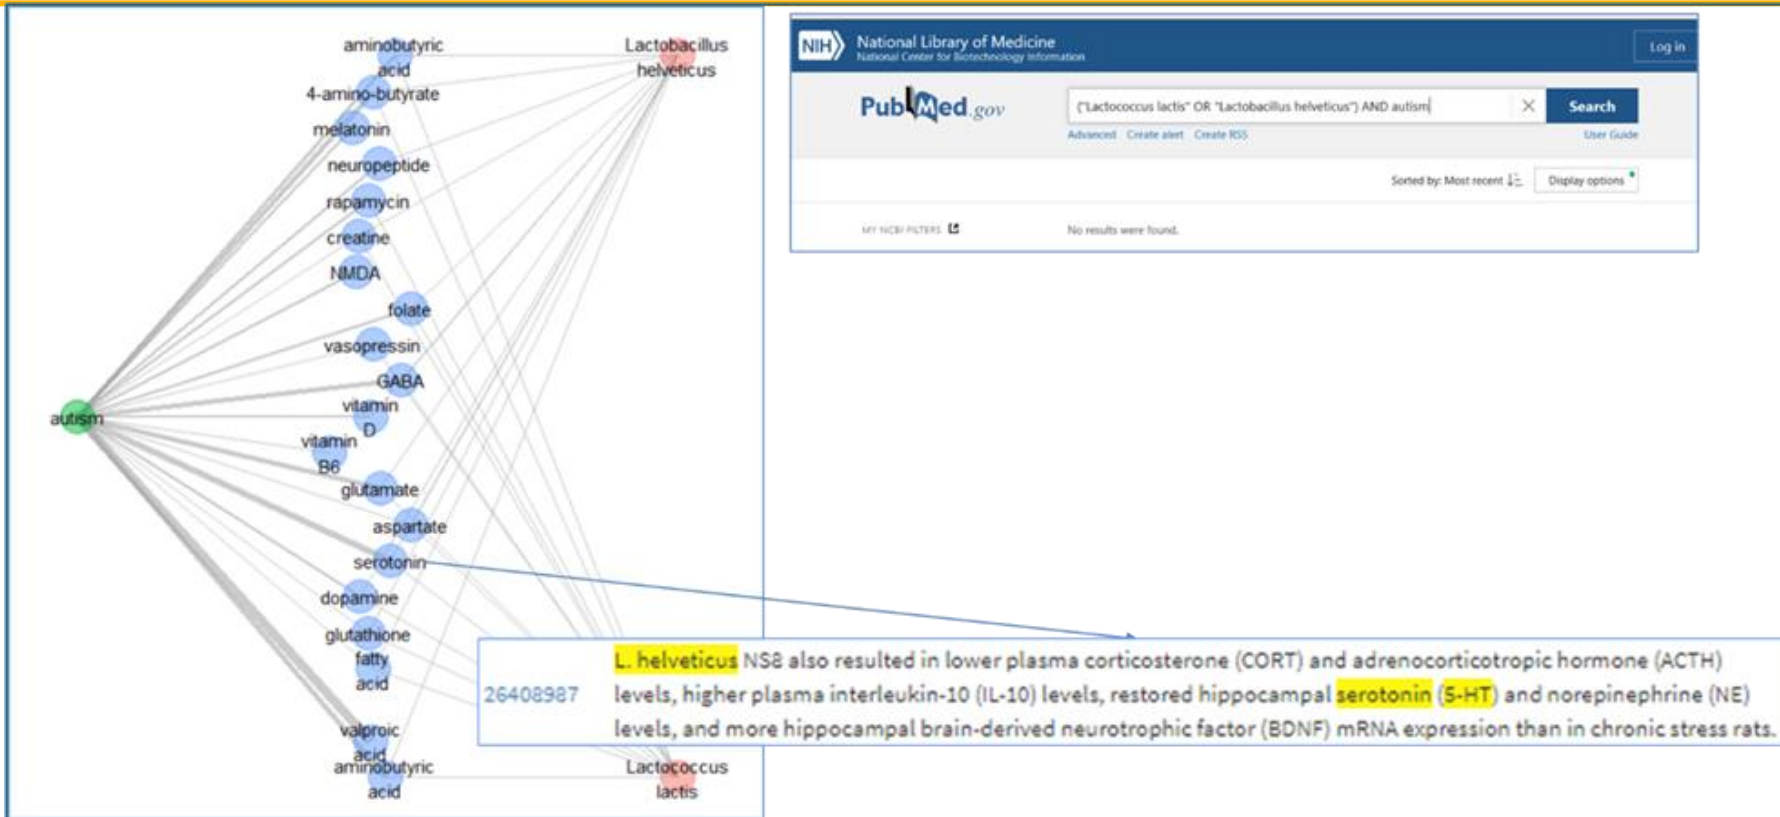 aminobutyric
acid
4-amino-butyrate
melatonin
neuropeptide
rapamycin
creatine
NMDA
folate
vasopressin
GABA
vitamin
D
vitamin
B6
glutamate
aspartate
serotonin
dopamine
glutathione
fatty
acid
valproic
acid
aminobutyric
acid
autism
Lactobacillus
helveticus
Lactococcus
lactis
NIH
National Library of Medicine
National Center for Biotechnology Information
Log in
PubMed.gov
("Lactococcus lactis" OR "Lactobacillus helveticus") AND autism
Search
Advanced Create alert Create RSS
User Guide
Sorted by: Most recent
Display options
MY NCBI FILTERS
No results were found.
26408987
L. helveticus NS8 also resulted in lower plasma corticosterone (CORT) and adrenocorticotropic hormone (ACTH)
levels, higher plasma interleukin-10 (IL-10) levels, restored hippocampal serotonin (5-HT) and norepinephrine (NE)
levels, and more hippocampal brain-derived neurotrophic factor (BDNF) mRNA expression than in chronic stress rats.